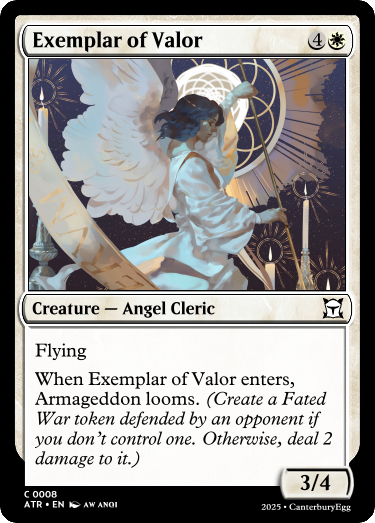 Exemplar of Valor 4
Creature — Angel Cleric
Flying
When Exemplar of Valor enters,
Armageddon looms. (Create a Fated
War token defended by an opponent if
you don't control one. Otherwise, deal 2
damage to it.)
3/4
C 0008
ATR • EN AW ANOI
2025 • CanterburyEgg